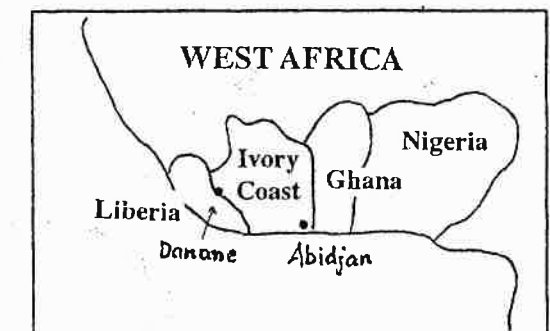 WEST AFRICA
Nigeria
Ivory
Coast
Ghana
Liberia
Danane
Abidjan